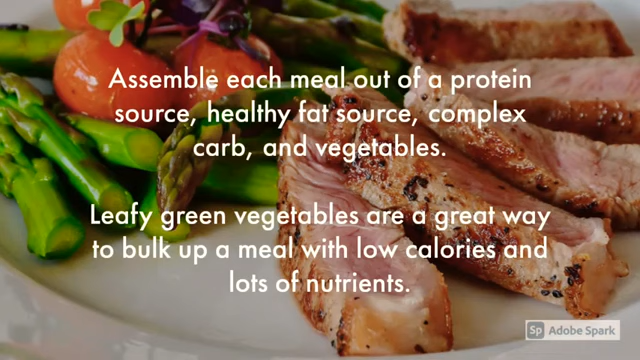 Assemble each meal out of a protein
source, healthy fat source, complex
carb, and vegetables.
Leafy green vegetables are a great way
to bulk up a meal with low calories and
lots of nutrients.
Sp Adobe Spark